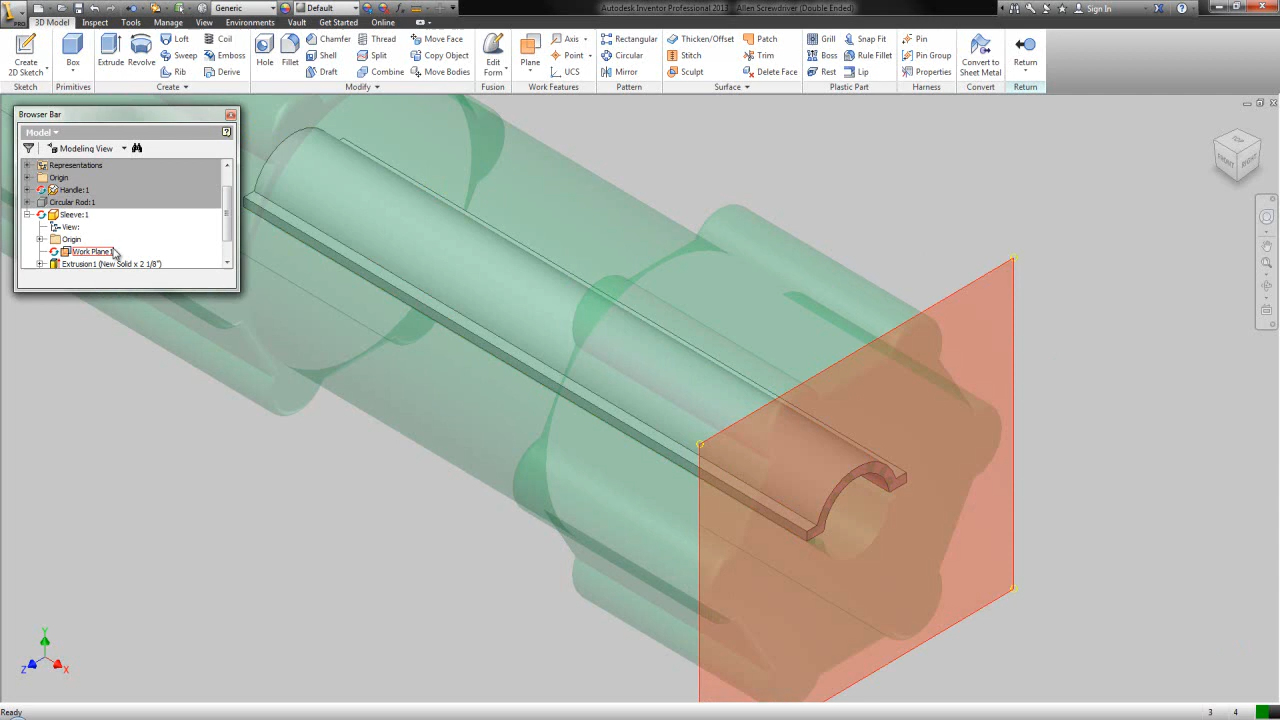 Generic
Default
Autodesk Inventor Professional 2013 - Allen Screwdriver (Double Ended)
Sign In
PRO
3D Model Inspect Tools Manage View Environments Vault Get Started Online
Chamfer Thread Move Face Axis Rectangular Thicken/Offset Patch Grill Snap Fit Pin
Loft Coil
Create 2D Sketch Box Extrude Revolve Sweep Emboss Hole Fillet Shell Split Copy Object Edit Form Plane Point Circular Stitch Trim Boss Rule Fillet Pin Group Convert to Sheet Metal Return
Rib Derive Draft Combine Move Bodies UCS Mirror Sculpt Delete Face Rest Lip Properties
Sketch Primitives Create Modify Fusion Work Features Pattern Surface Plastic Part Harness Convert Return
Browser Bar
Model
Modeling View
Representations
Origin
Handle:1
Circular Rod:1
Sleeve:1
View:
Origin
Work Plane1
Extrusion1 (New Solid x 2 1/8")
TOP
FRONT
RIGHT
Y
Z
X
Ready
3 4